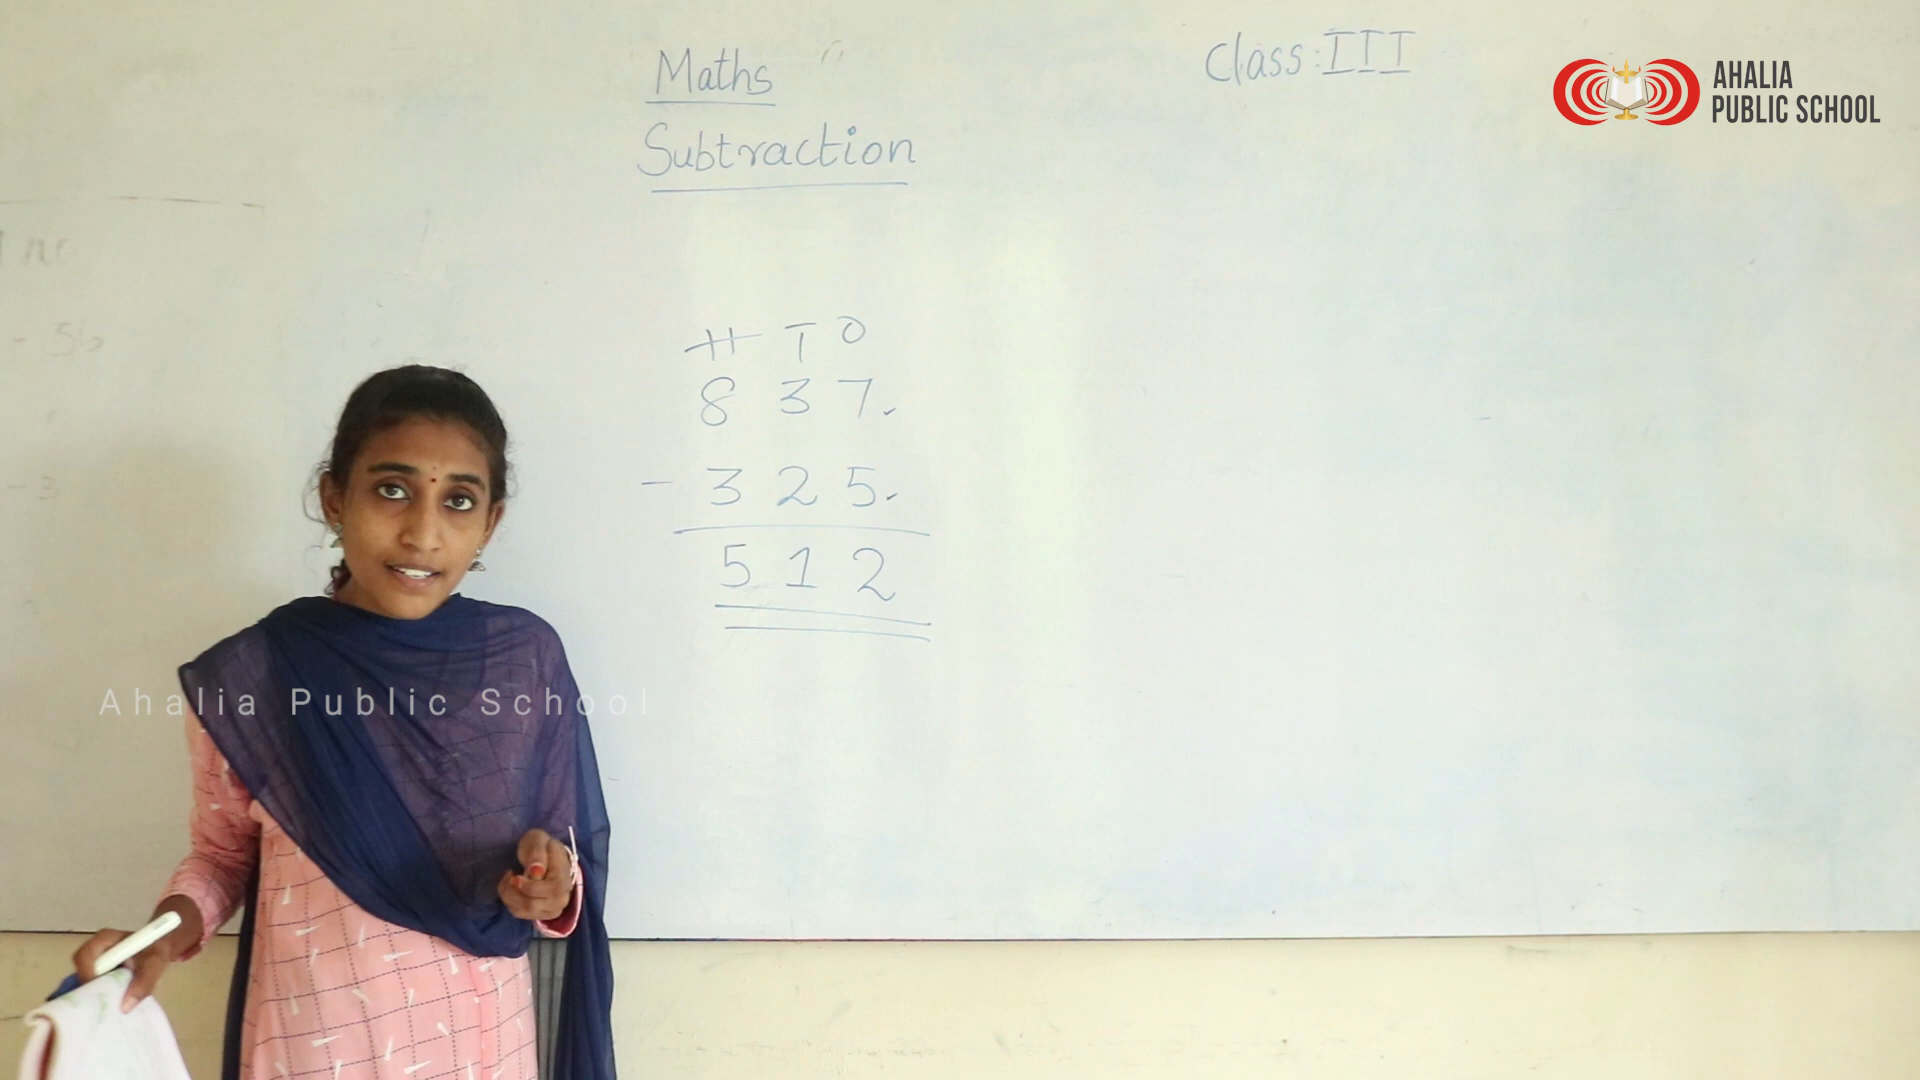 Maths
Class: III
AHALIA
PUBLIC SCHOOL
Subtraction
H T O
8 3 7
- 3 2 5
5 1 2
Ahalia Public School